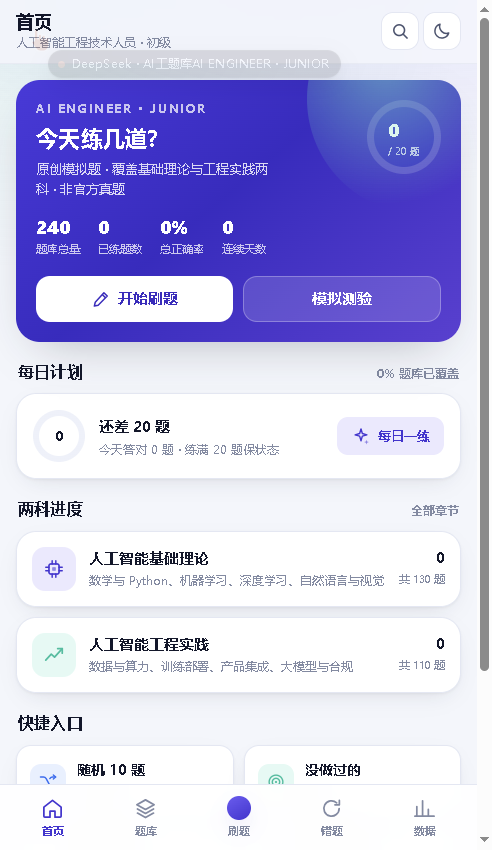 首页
人工智能工程技术人员 · 初级
DeepSeek · AI工题库AI ENGINEER · JUNIOR
AI ENGINEER · JUNIOR
今天练几道?
原创模拟题 · 覆盖基础理论与工程实践两
科 · 非官方真题
0
/ 20 题
240 0 0% 0
题库总量 已练题数 总正确率 连续天数
开始刷题 模拟测验
每日计划 0% 题库已覆盖
0
还差 20 题
今天答对 0 题 · 练满 20 题保状态
每日一练
两科进度 全部章节
人工智能基础理论 0
数学与 Python、机器学习、深度学习、自然语言与视觉 共 130 题
人工智能工程实践 0
数据与算力、训练部署、产品集成、大模型与合规 共 110 题
快捷入口
随机 10 题 没做过的
首页 题库 刷题 错题 数据